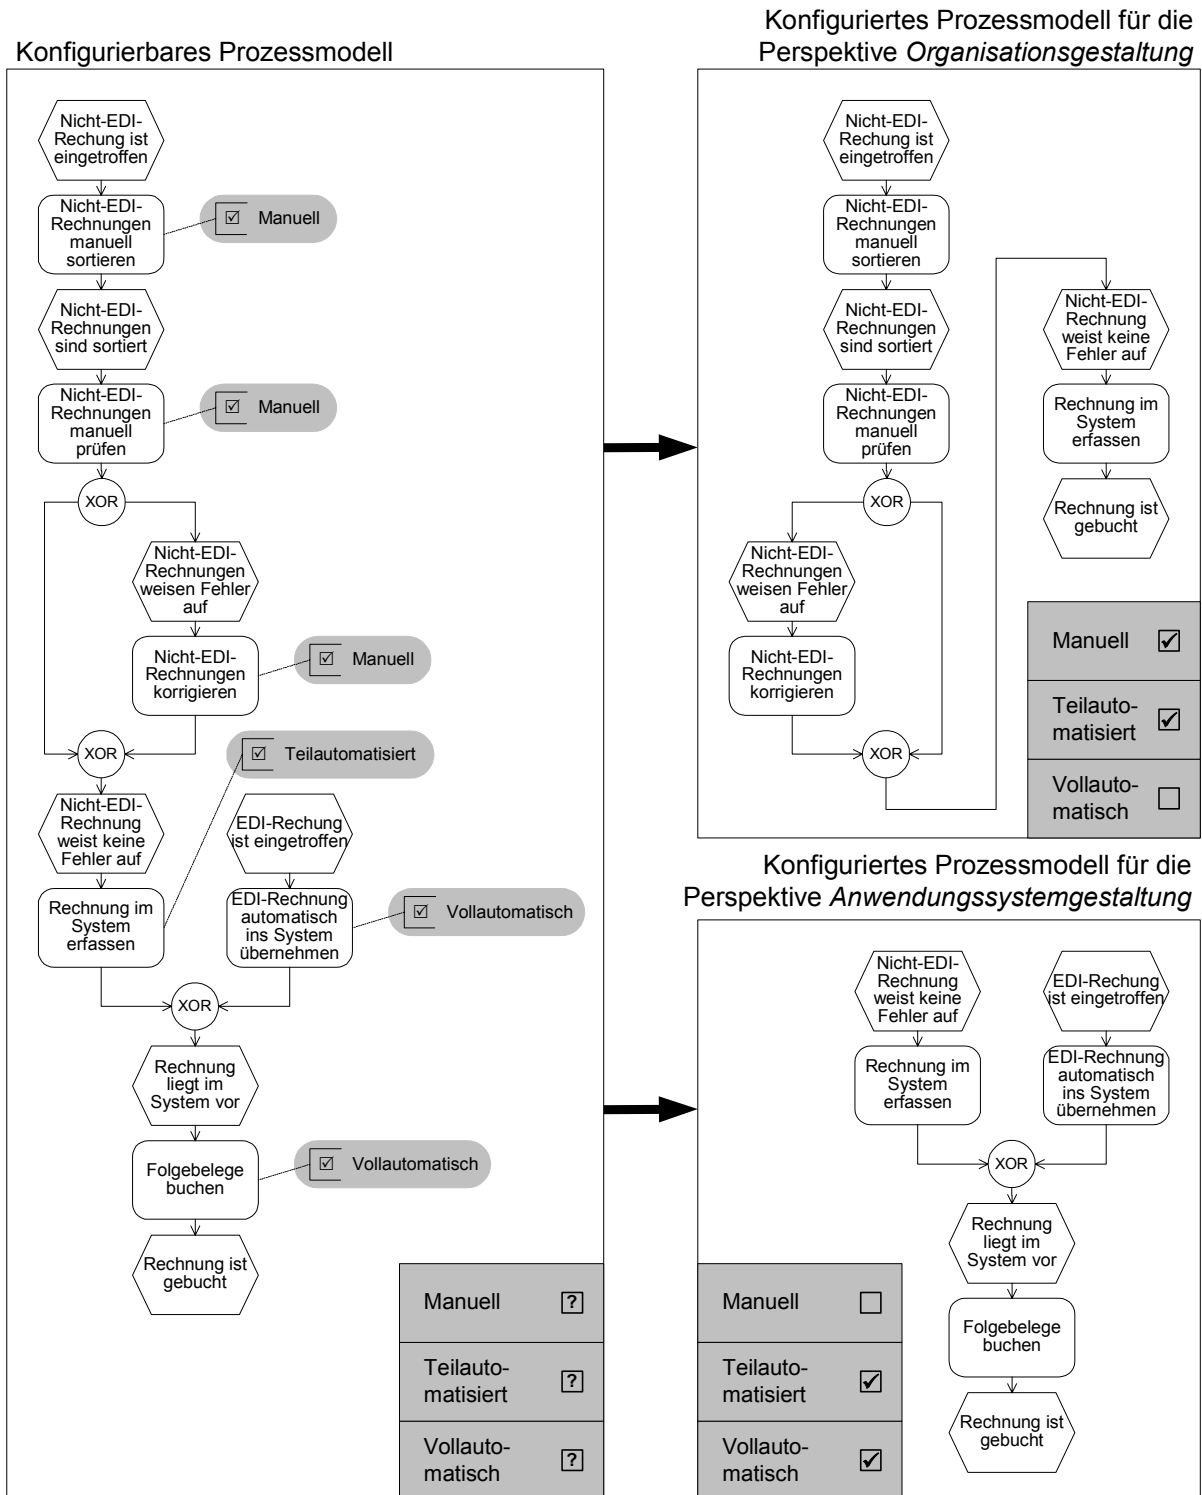 Konfigurierbares Prozessmodell
Nicht-EDI-
Rechung ist
eingetroffen
Nicht-EDI-
Rechnungen
manuell
sortieren
Manuell
Nicht-EDI-
Rechnungen
sind sortiert
Nicht-EDI-
Rechnungen
manuell
prüfen
Manuell
XOR
Nicht-EDI-
Rechnungen
weisen Fehler
auf
Nicht-EDI-
Rechnungen
korrigieren
Manuell
XOR
Teilautomatisiert
Nicht-EDI-
Rechnung
weist keine
Fehler auf
EDI-Rechung
ist eingetroffen
Rechnung im
System
erfassen
EDI-Rechnung
automatisch
ins System
übernehmen
Vollautomatisch
XOR
Rechnung
liegt im
System vor
Folgebelege
buchen
Vollautomatisch
Rechnung ist
gebucht
Manuell ?
Teilauto-
matisiert ?
Vollauto-
matisch ?
Konfiguriertes Prozessmodell für die
Perspektive Organisationsgestaltung
Nicht-EDI-
Rechung ist
eingetroffen
Nicht-EDI-
Rechnungen
manuell
sortieren
Nicht-EDI-
Rechnungen
sind sortiert
Nicht-EDI-
Rechnungen
manuell
prüfen
XOR
Nicht-EDI-
Rechnungen
weisen Fehler
auf
Nicht-EDI-
Rechnungen
korrigieren
XOR
Nicht-EDI-
Rechnung
weist keine
Fehler auf
Rechnung im
System
erfassen
Rechnung ist
gebucht
Manuell
Teilauto-
matisiert
Vollauto-
matisch
Konfiguriertes Prozessmodell für die
Perspektive Anwendungssystemgestaltung
Nicht-EDI-
Rechnung
weist keine
Fehler auf
EDI-Rechung
ist eingetroffen
Rechnung im
System
erfassen
EDI-Rechnung
automatisch
ins System
übernehmen
XOR
Rechnung
liegt im
System vor
Folgebelege
buchen
Rechnung ist
gebucht
Manuell
Teilauto-
matisiert
Vollauto-
matisch